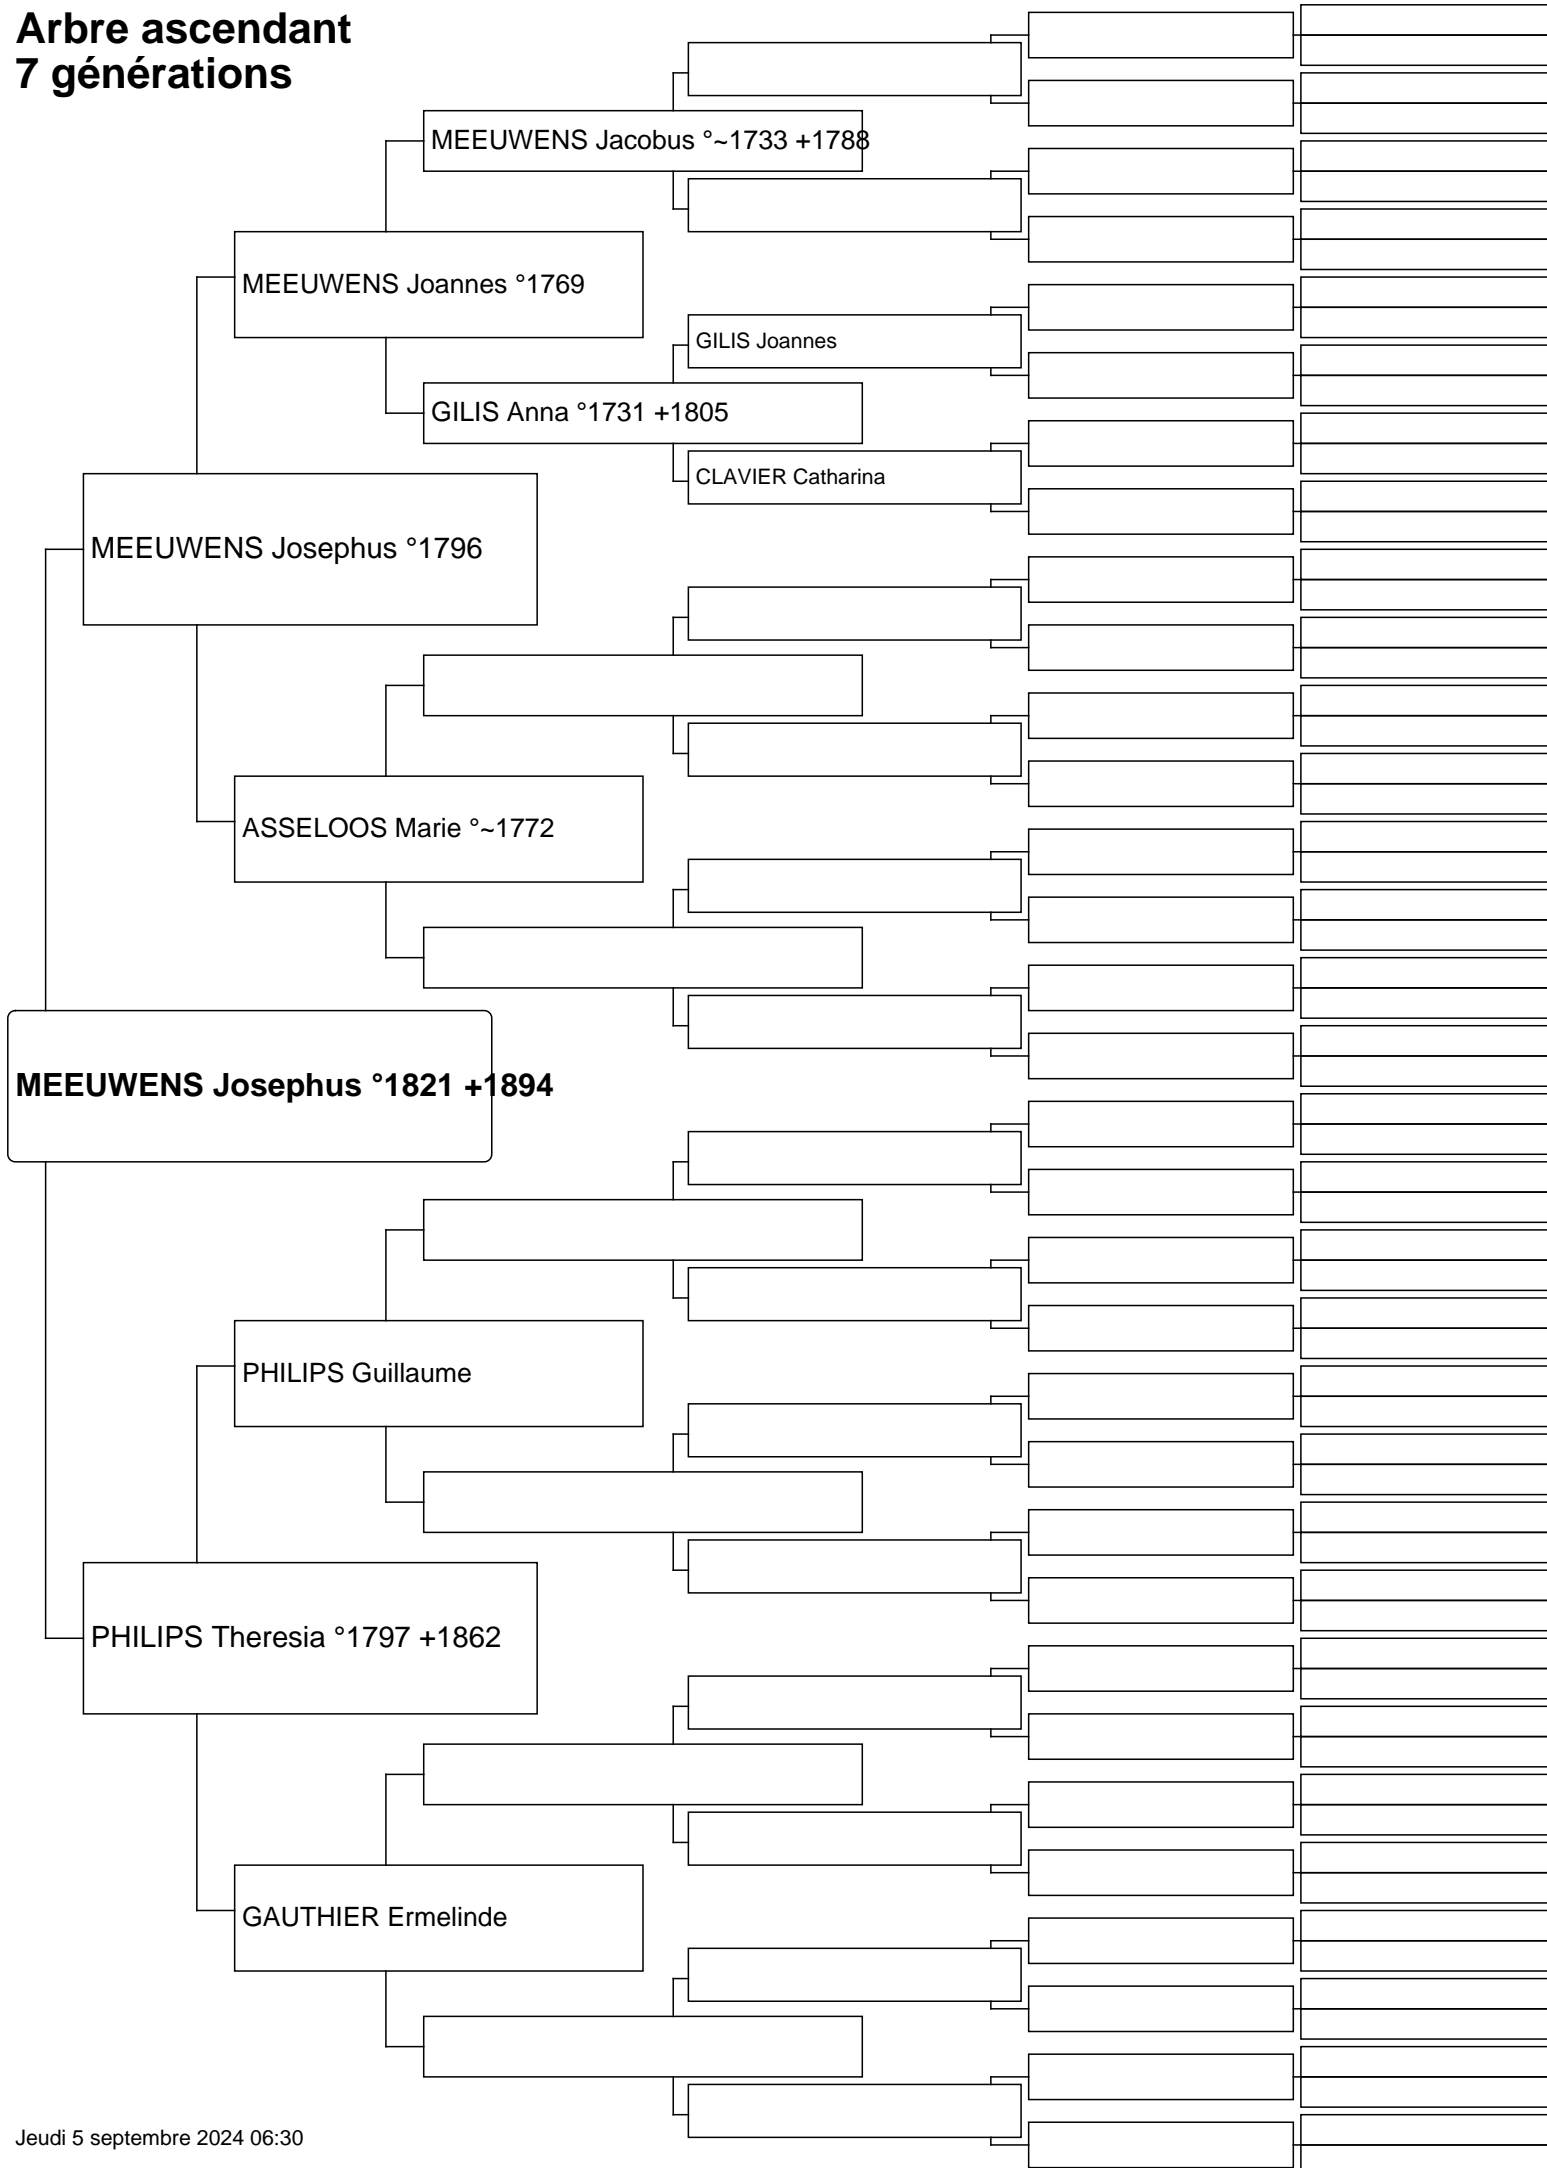 Arbre ascendant
7 générations
MEEUWENS Jacobus °~1733 +1788
MEEUWENS Joannes °1769
GILIS Joannes
GILIS Anna °1731 +1805
CLAVIER Catharina
MEEUWENS Josephus °1796
ASSELOOS Marie °~1772
MEEUWENS Josephus °1821 +1894
PHILIPS Guillaume
PHILIPS Theresia °1797 +1862
GAUTHIER Ermelinde
Jeudi 5 septembre 2024 06:30